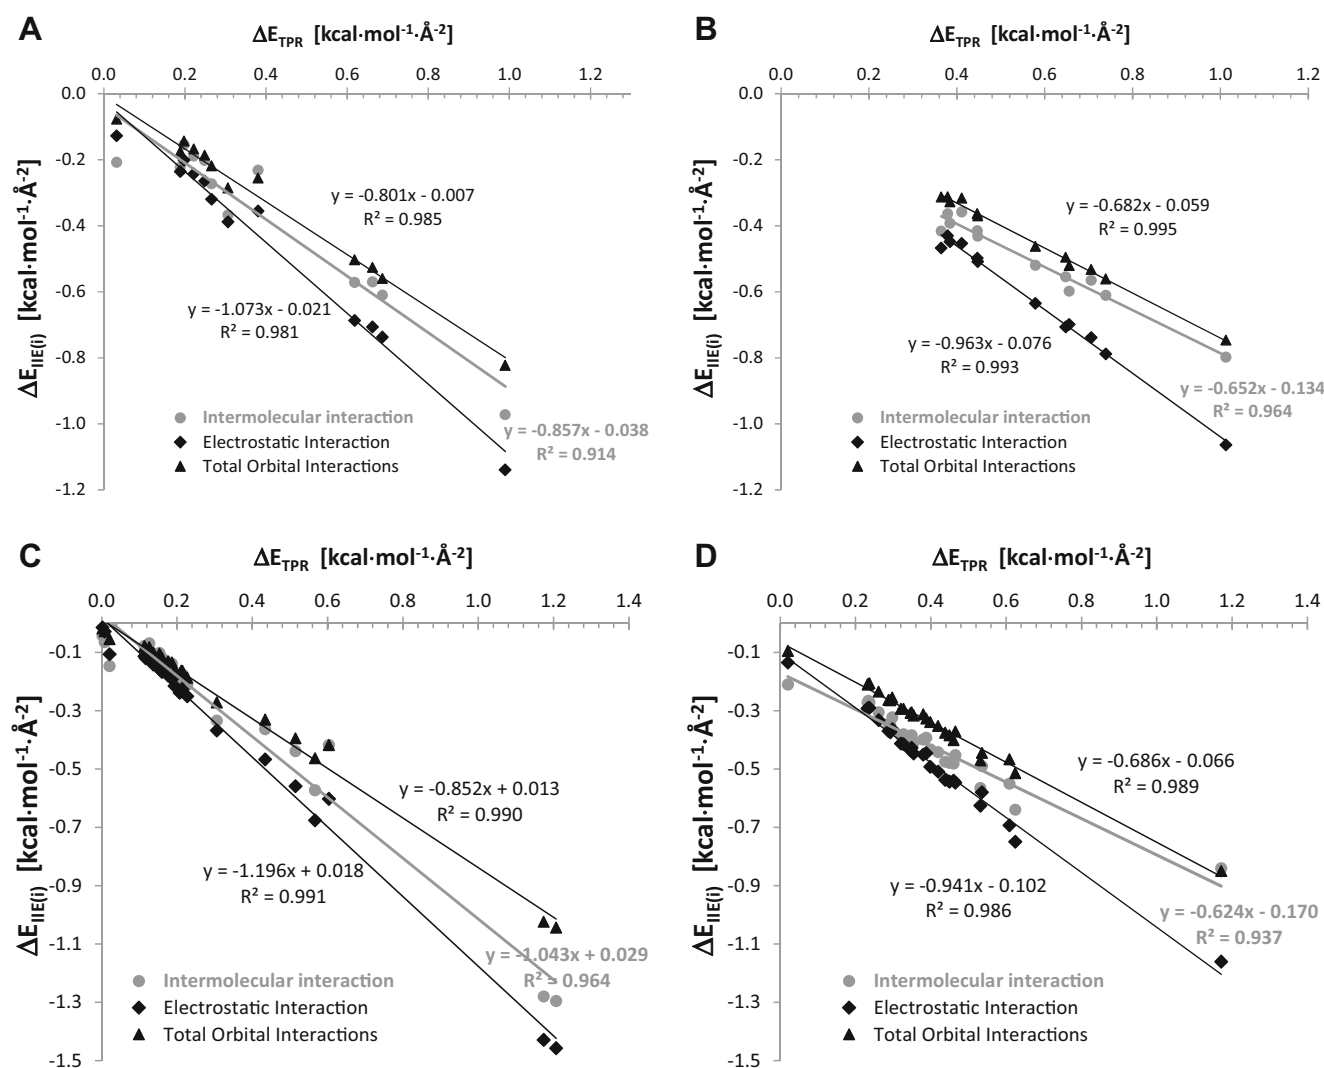 A
ΔE_TPR [kcal·mol⁻¹·Å⁻²]
0.0 0.2 0.4 0.6 0.8 1.0 1.2
0.0
-0.2
-0.4
-0.6
-0.8
-1.0
-1.2
ΔE_IIE(i) [kcal·mol⁻¹·Å⁻²]
y = -0.801x - 0.007
R² = 0.985
y = -1.073x - 0.021
R² = 0.981
y = -0.857x - 0.038
R² = 0.914
Intermolecular interaction
Electrostatic Interaction
Total Orbital Interactions
B
ΔE_TPR [kcal·mol⁻¹·Å⁻²]
0.0 0.2 0.4 0.6 0.8 1.0 1.2
0.0
-0.2
-0.4
-0.6
-0.8
-1.0
-1.2
ΔE_IIE(i) [kcal·mol⁻¹·Å⁻²]
y = -0.682x - 0.059
R² = 0.995
y = -0.963x - 0.076
R² = 0.993
y = -0.652x - 0.134
R² = 0.964
Intermolecular interaction
Electrostatic Interaction
Total Orbital Interactions
C
ΔE_TPR [kcal·mol⁻¹·Å⁻²]
0.0 0.2 0.4 0.6 0.8 1.0 1.2 1.4
-0.1
-0.3
-0.5
-0.7
-0.9
-1.1
-1.3
-1.5
ΔE_IIE(i) [kcal·mol⁻¹·Å⁻²]
y = -0.852x + 0.013
R² = 0.990
y = -1.196x + 0.018
R² = 0.991
y = -1.043x + 0.029
R² = 0.964
Intermolecular interaction
Electrostatic Interaction
Total Orbital Interactions
D
ΔE_TPR [kcal·mol⁻¹·Å⁻²]
0.0 0.2 0.4 0.6 0.8 1.0 1.2 1.4
-0.1
-0.3
-0.5
-0.7
-0.9
-1.1
-1.3
-1.5
ΔE_IIE(i) [kcal·mol⁻¹·Å⁻²]
y = -0.686x - 0.066
R² = 0.989
y = -0.941x - 0.102
R² = 0.986
y = -0.624x - 0.170
R² = 0.937
Intermolecular interaction
Electrostatic Interaction
Total Orbital Interactions